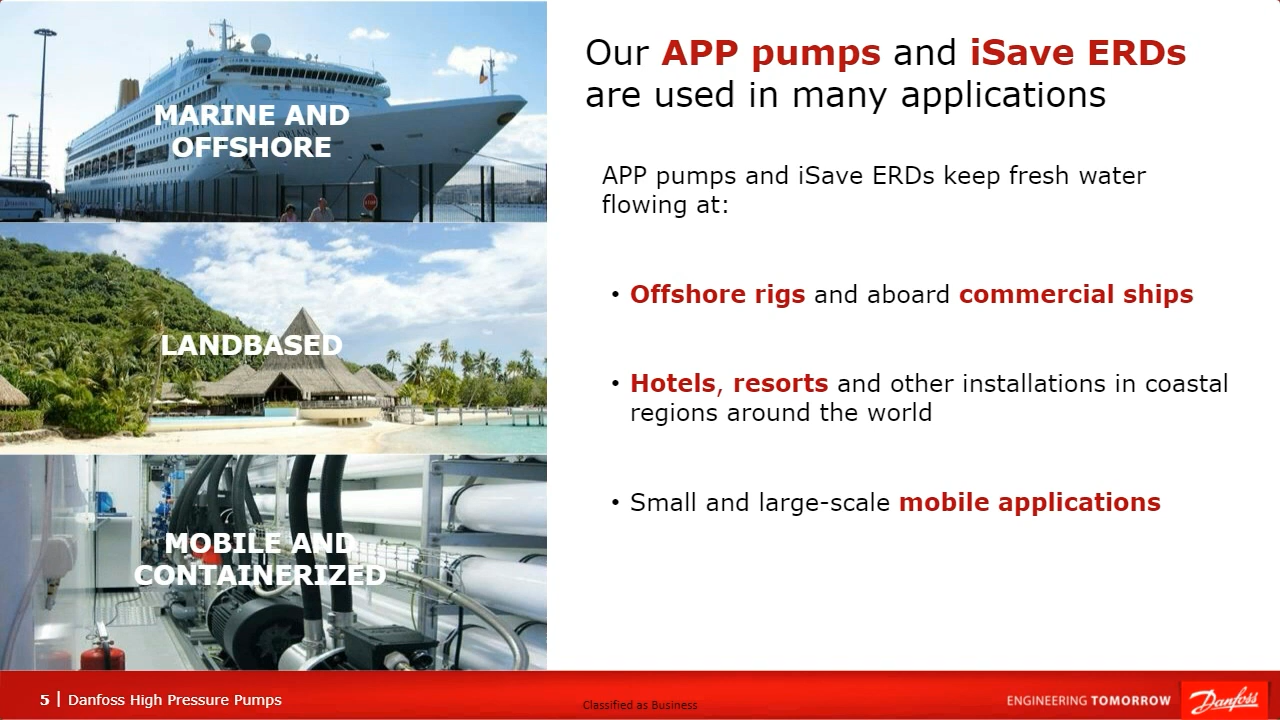 MARINE AND
OFFSHORE
ORIANA
LANDBASED
MOBILE AND
CONTAINERIZED
Our APP pumps and iSave ERDs
are used in many applications
APP pumps and iSave ERDs keep fresh water
flowing at:
• Offshore rigs and aboard commercial ships
• Hotels, resorts and other installations in coastal
regions around the world
• Small and large-scale mobile applications
5 | Danfoss High Pressure Pumps
Classified as Business
ENGINEERING TOMORROW
Danfoss